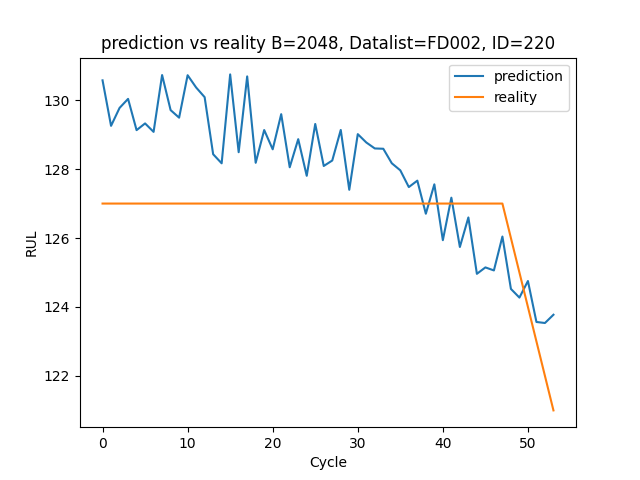 prediction vs reality B=2048, Datalist=FD002, ID=220
prediction
reality
130
128
126
124
122
RUL
0 10 20 30 40 50
Cycle